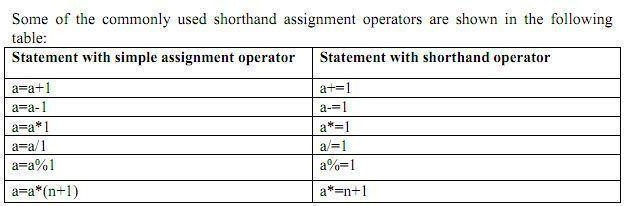 Some of the commonly used shorthand assignment operators are shown in the following
table:
Statement with simple assignment operator Statement with shorthand operator
a=a+1 a+=1
a=a-1 a-=1
a=a*1 a*=1
a=a/1 a/=1
a=a%1 a%=1
a=a*(n+1) a*=n+1